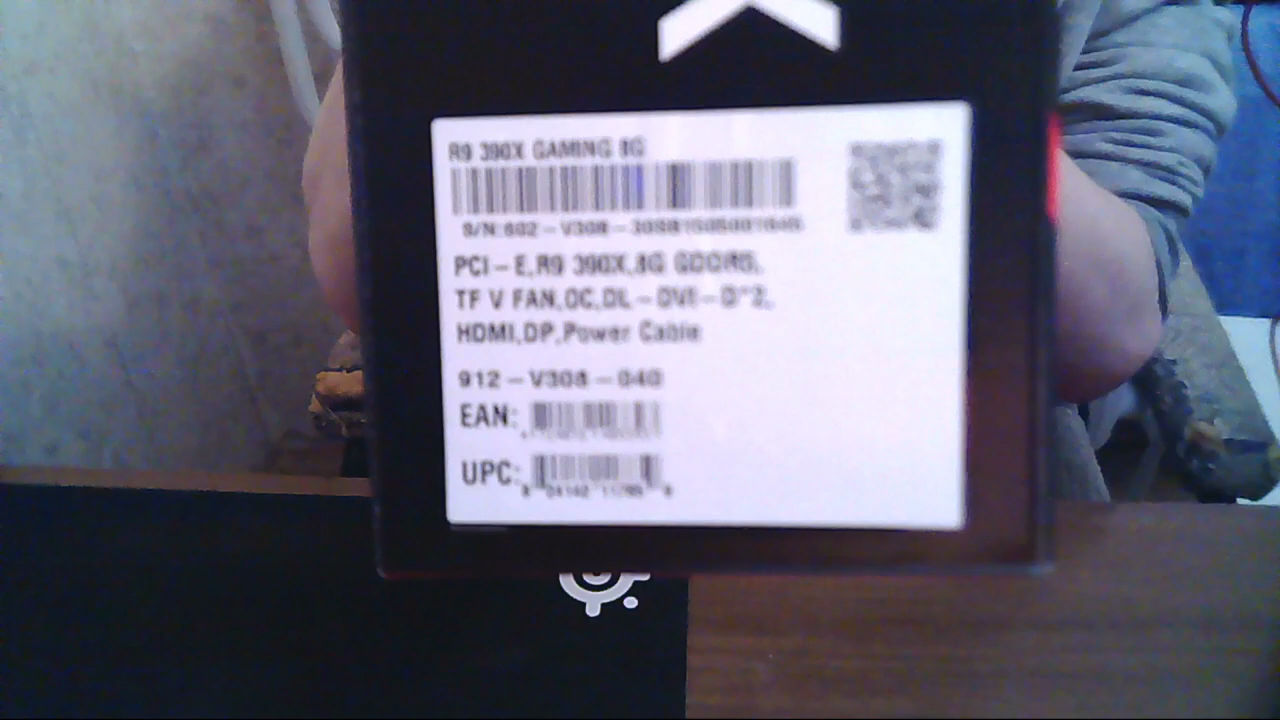 R9 390X GAMING 8G
PCI-E,R9 390X,8G GDDR5,
TF V FAN,OC,DL-DVI-D*2,
HDMI,DP,Power Cable
912-V308-040
EAN:
UPC: